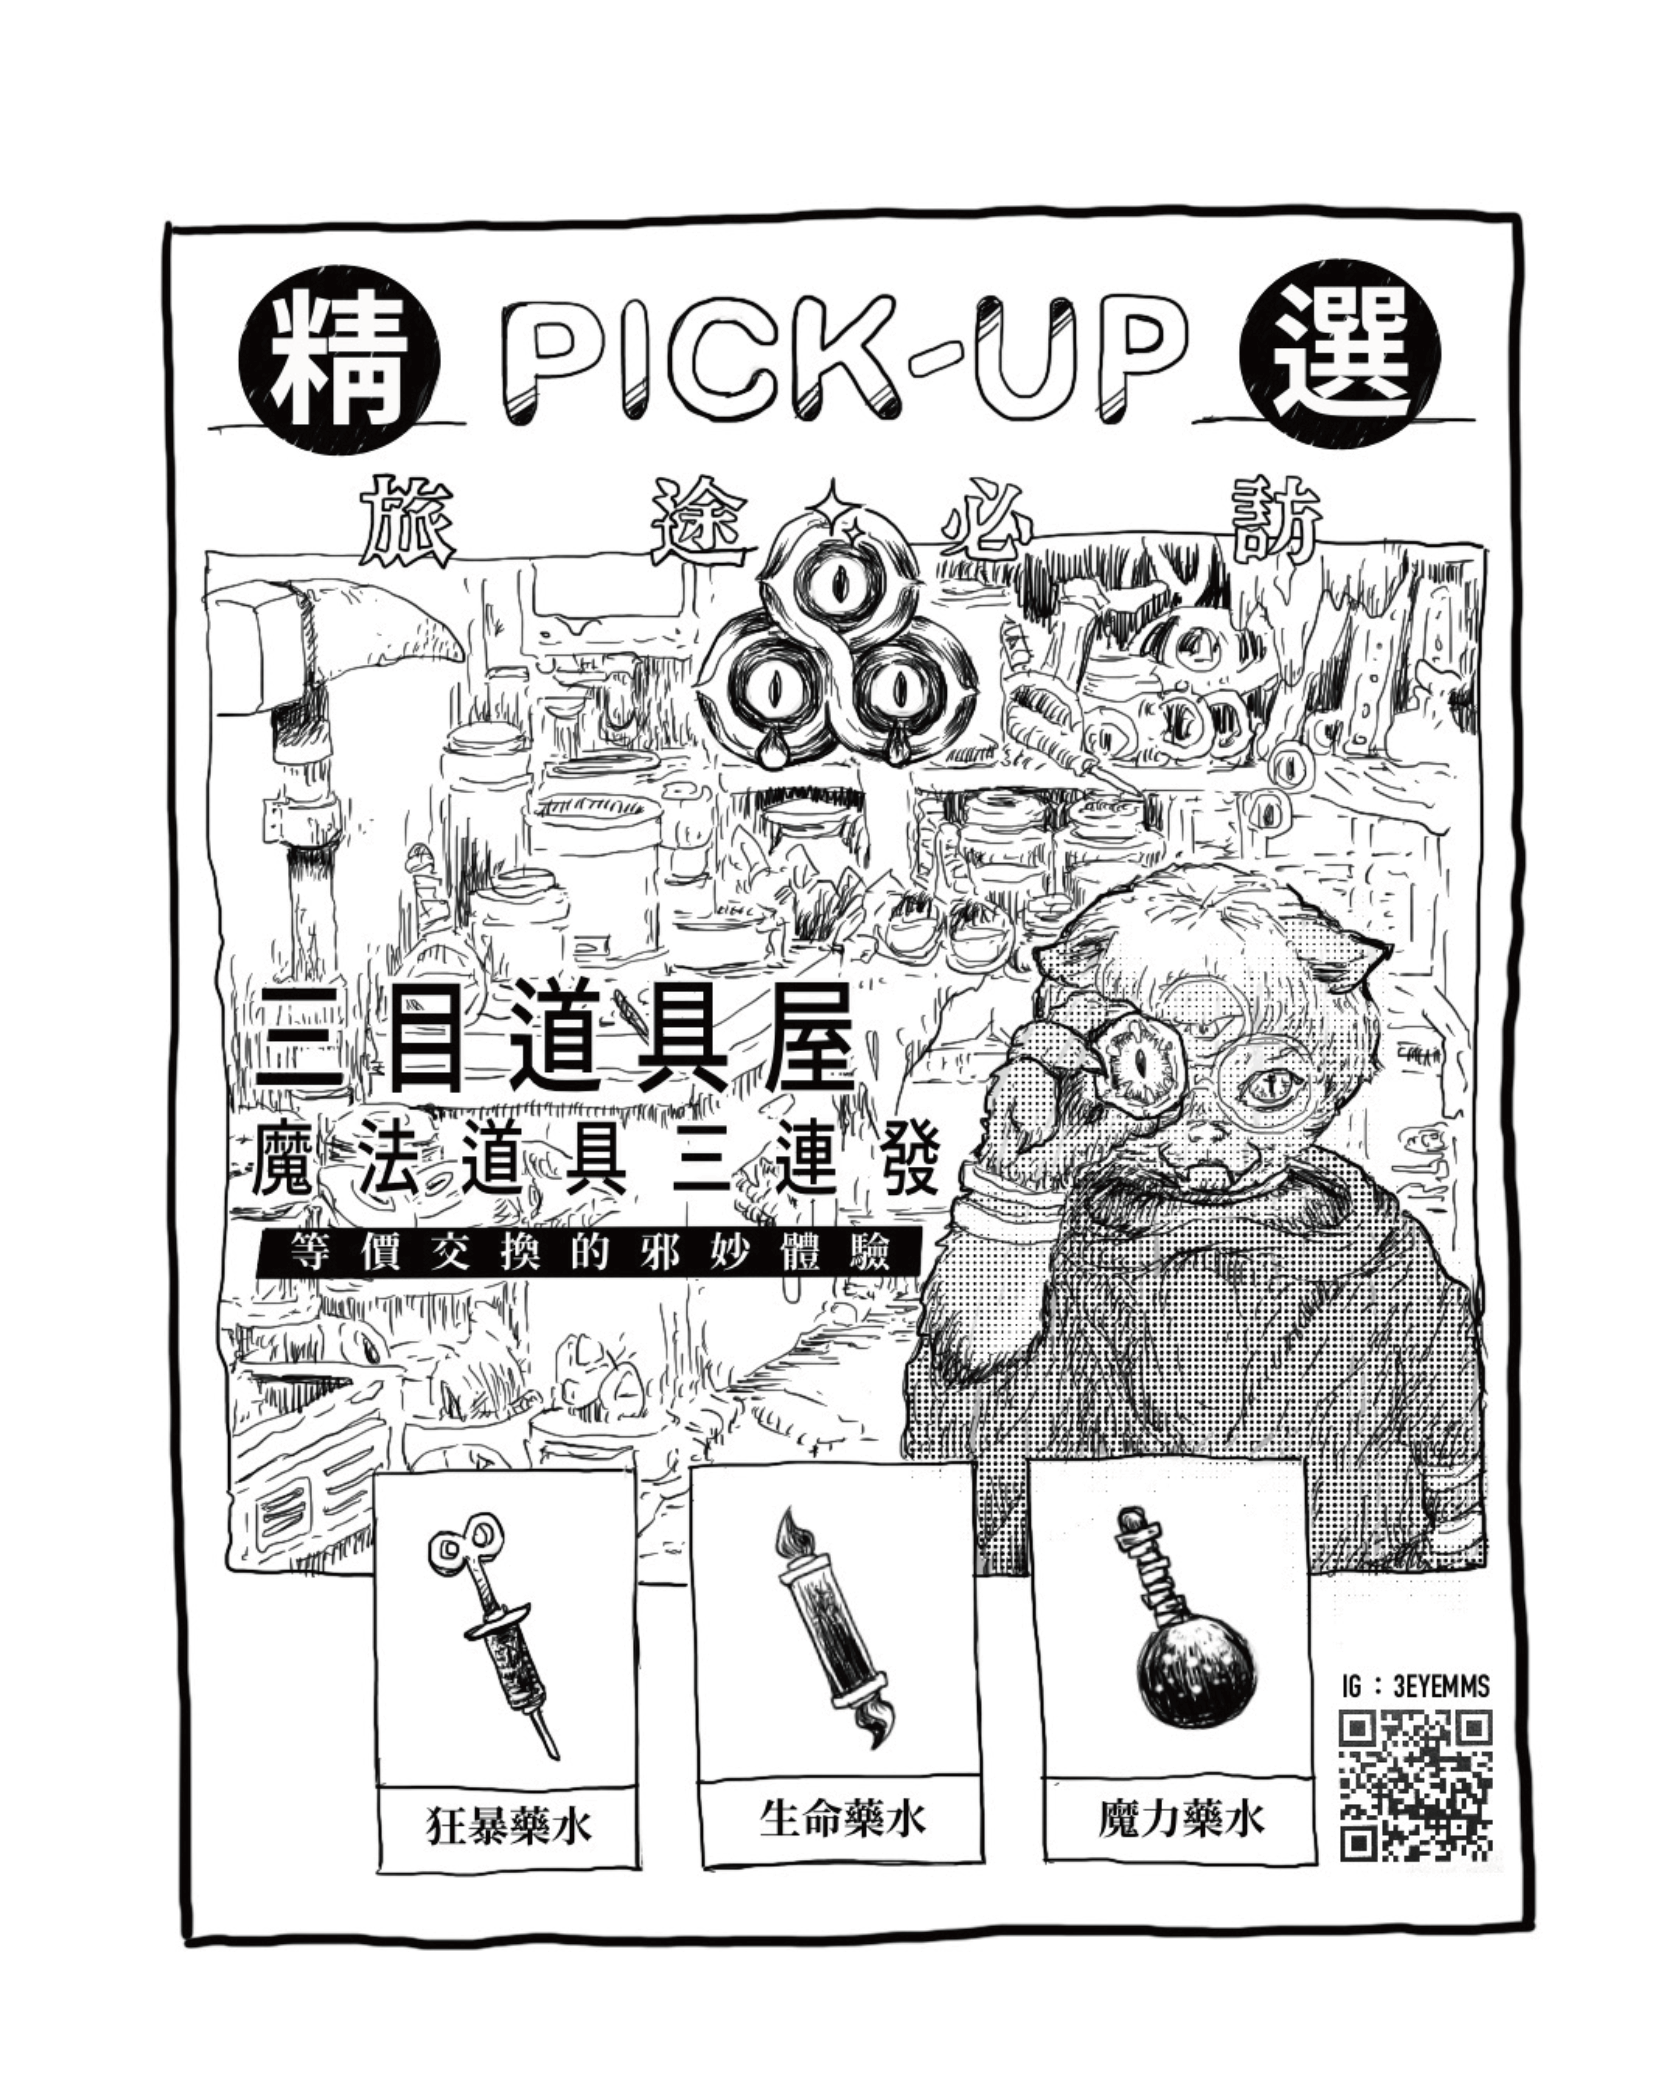 精 PICK-UP 選
旅途必訪
三目道具屋
魔法道具三連發
等價交換的邪妙體驗
狂暴藥水
生命藥水
魔力藥水
IG：3EYEMMS